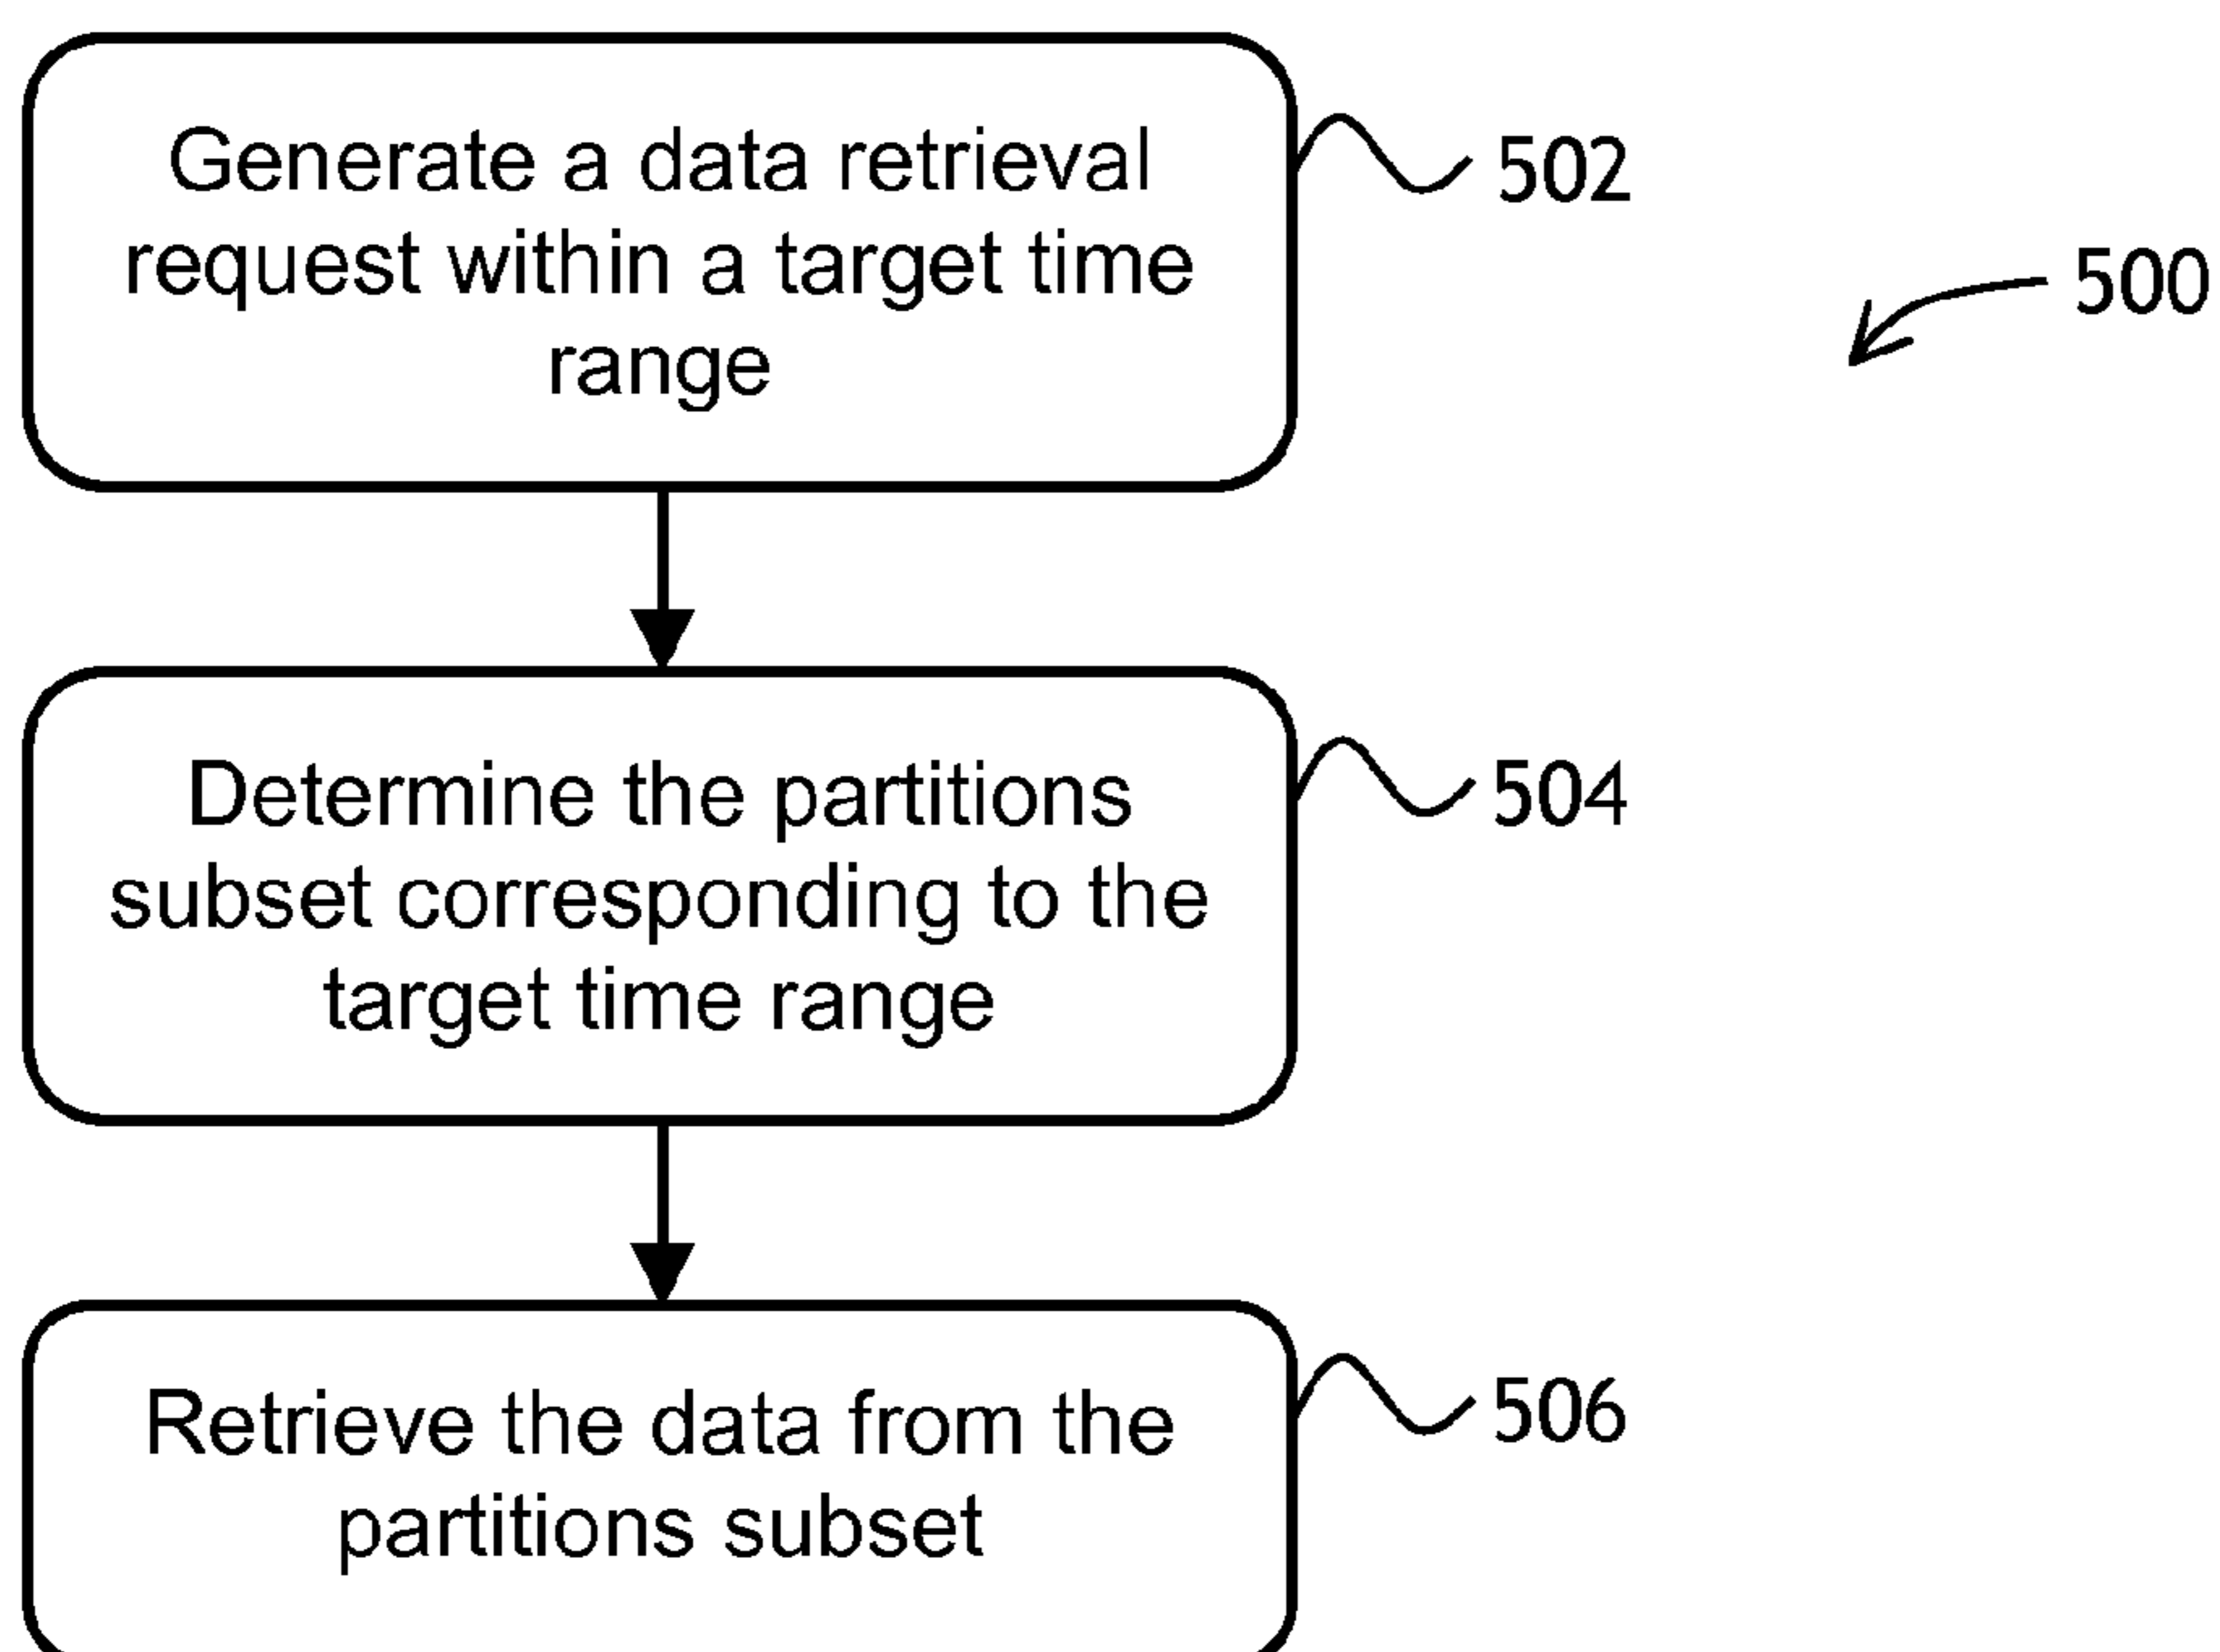 Generate a data retrieval
request within a target time
range
502
500
Determine the partitions
subset corresponding to the
target time range
504
Retrieve the data from the
partitions subset
506